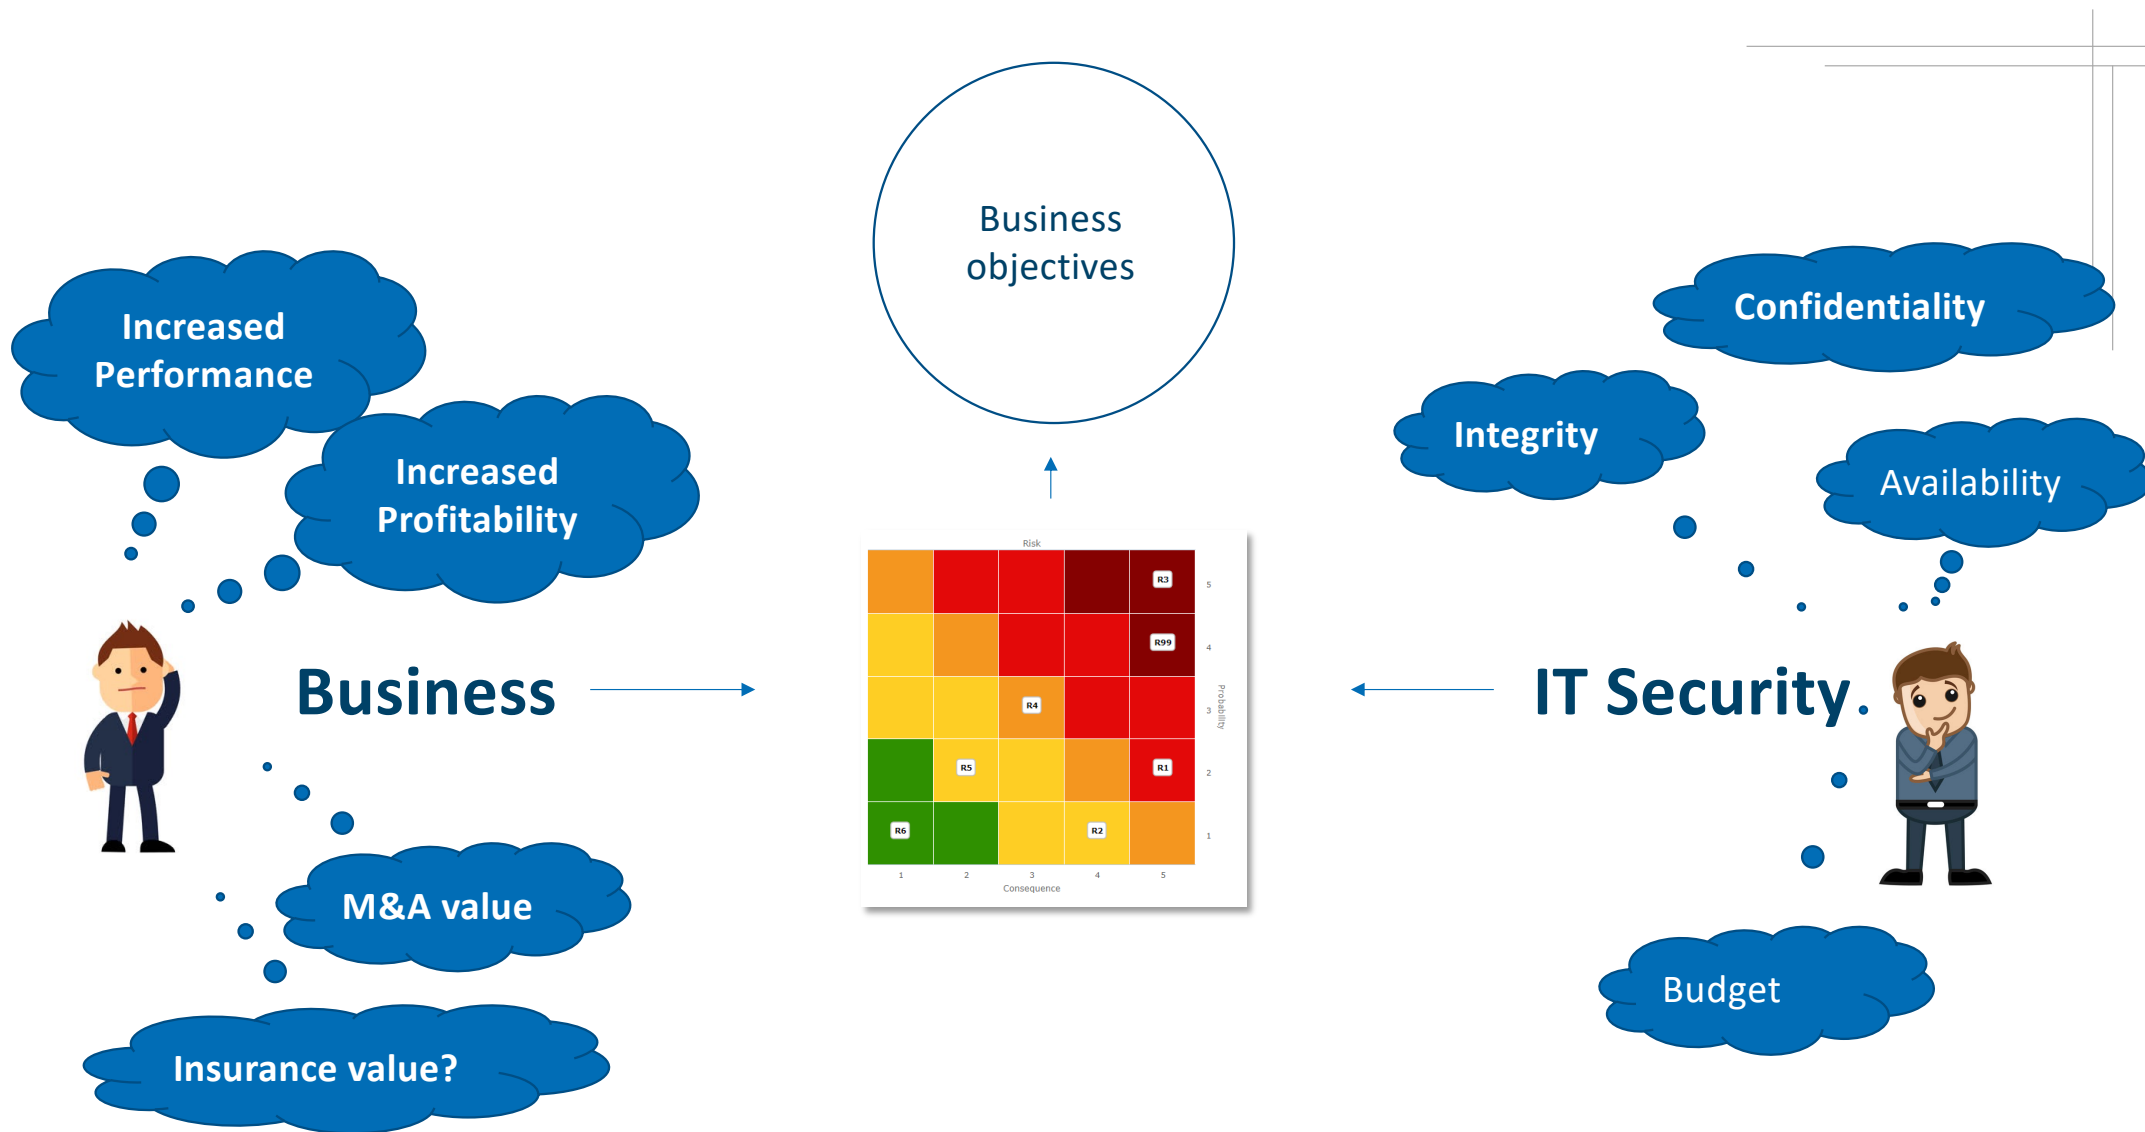 Business
objectives
Increased
Performance
Increased
Profitability
Confidentiality
Integrity
Availability
Business
IT Security
Risk
R3
5
R99
4
R4
3
Probability
R5
R1
2
R6
R2
1
1 2 3 4 5
Consequence
M&A value
Insurance value?
Budget